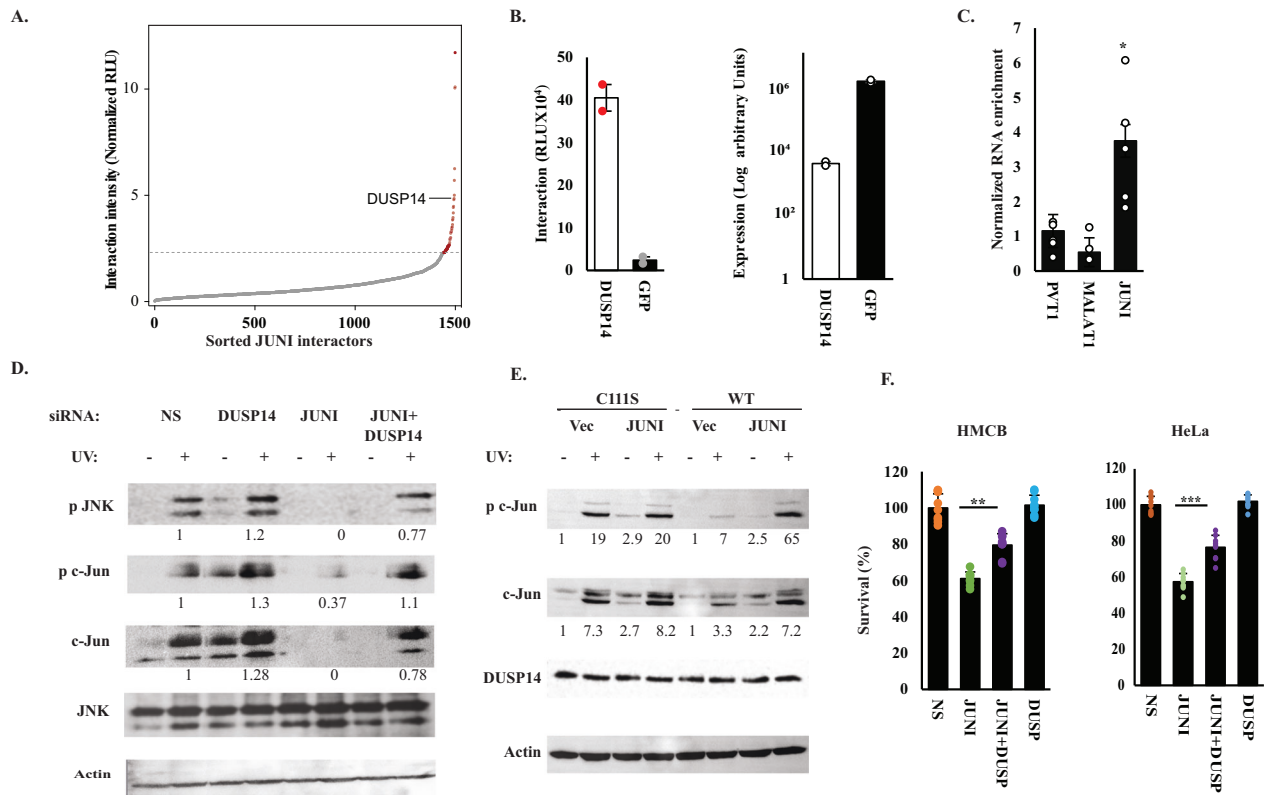 A.
Interaction intensity (Normalized RLU)
10
5
0
DUSP14
0
500
1000
1500
Sorted JUNI interactors
B.
Interaction (RLUX10⁴)
50
40
30
20
10
0
DUSP14
GFP
Expression (Log arbitrary Units)
10⁶
10⁴
10²
1
DUSP14
GFP
C.
Normalized RNA enrichment
7
6
5
4
3
2
1
0
*
PVT1
MALAT1
JUNI
D.
siRNA: NS DUSP14 JUNI JUNI+
DUSP14
UV: - + - + - + - +
p JNK
1 1.2 0 0.77
p c-Jun
1 1.3 0.37 1.1
c-Jun
1 1.28 0 0.78
JNK
Actin
E.
C111S - WT
Vec JUNI Vec JUNI
UV: - + - + - + - +
p c-Jun
1 19 2.9 20 1 7 2.5 65
c-Jun
1 7.3 2.7 8.2 1 3.3 2.2 7.2
DUSP14
Actin
F.
HMCB
Survival (%)
120
100
80
60
40
20
0
**
NS
JUNI
JUNI+DUSP
DUSP
HeLa
120
100
80
60
40
20
0
***
NS
JUNI
JUNI+DUSP
DUSP